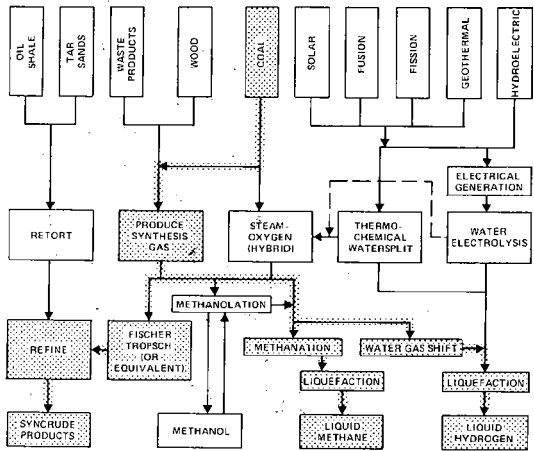 OIL
SHALE
TAR
SANDS
WASTE
PRODUCTS
WOOD
COAL
SOLAR
FUSION
FISSION
GEOTHERMAL
HYDROELECTRIC
ELECTRICAL
GENERATION
RETORT
PRODUCE
SYNTHESIS
GAS
STEAM-
OXYGEN
(HYBRID)
THERMO-
CHEMICAL
WATERSPLIT
WATER
ELECTROLYSIS
METHANOLATION
REFINE
FISCHER
TROPSCH
(OR
EQUIVALENT)
METHANATION
WATER GAS SHIFT
LIQUEFACTION
LIQUEFACTION
SYNCRUDE
PRODUCTS
METHANOL
LIQUID
METHANE
LIQUID
HYDROGEN